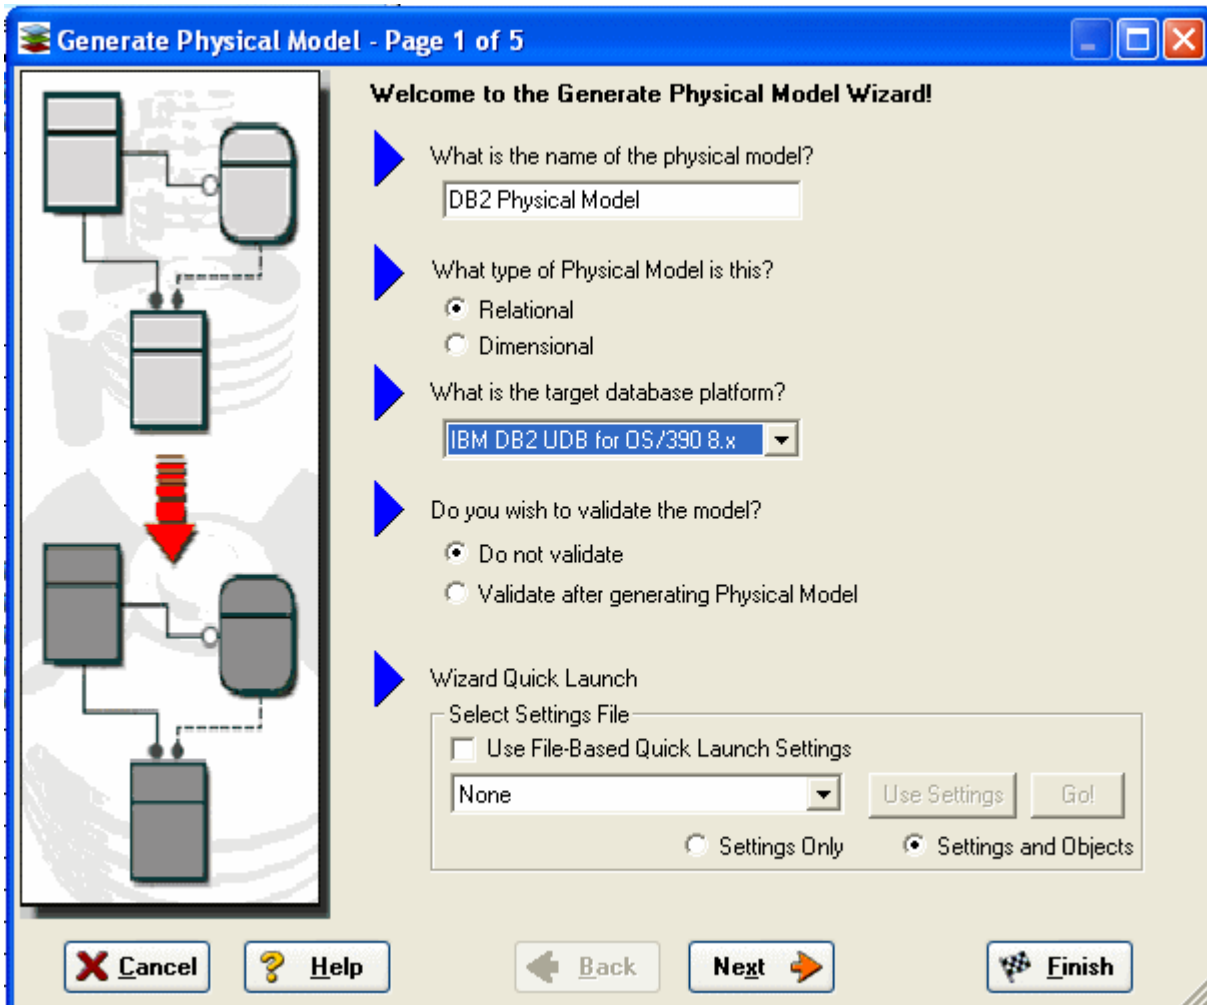 Generate Physical Model - Page 1 of 5
Welcome to the Generate Physical Model Wizard!
What is the name of the physical model?
DB2 Physical Model
What type of Physical Model is this?
Relational
Dimensional
What is the target database platform?
IBM DB2 UDB for OS/390 8.x
Do you wish to validate the model?
Do not validate
Validate after generating Physical Model
Wizard Quick Launch
Select Settings File
Use File-Based Quick Launch Settings
None
Use Settings
Go!
Settings Only
Settings and Objects
Cancel
Help
Back
Next
Finish